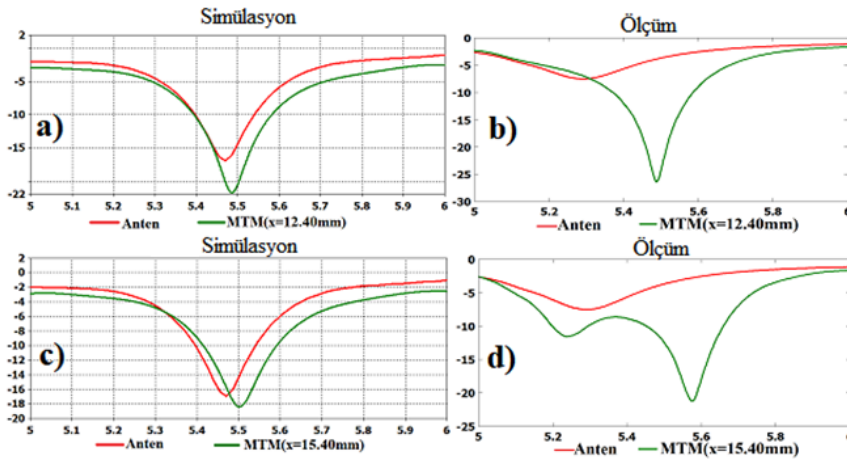 Simülasyon
2
-5
-10
-15
-22
5 5.1 5.2 5.3 5.4 5.5 5.6 5.7 5.8 5.9 6
a)
Anten MTM(x=12.40mm)
Ölçüm
0
-5
-10
-15
-20
-25
-30
5 5.2 5.4 5.6 5.8 6
b)
Anten MTM(x=12.40mm)
Simülasyon
2
0
-2
-4
-6
-8
-10
-12
-14
-16
-18
-20
5 5.1 5.2 5.3 5.4 5.5 5.6 5.7 5.8 5.9 6
c)
Anten MTM(x=15.40mm)
Ölçüm
0
-5
-10
-15
-20
-25
5 5.2 5.4 5.6 5.8 6
d)
Anten MTM(x=15.40mm)